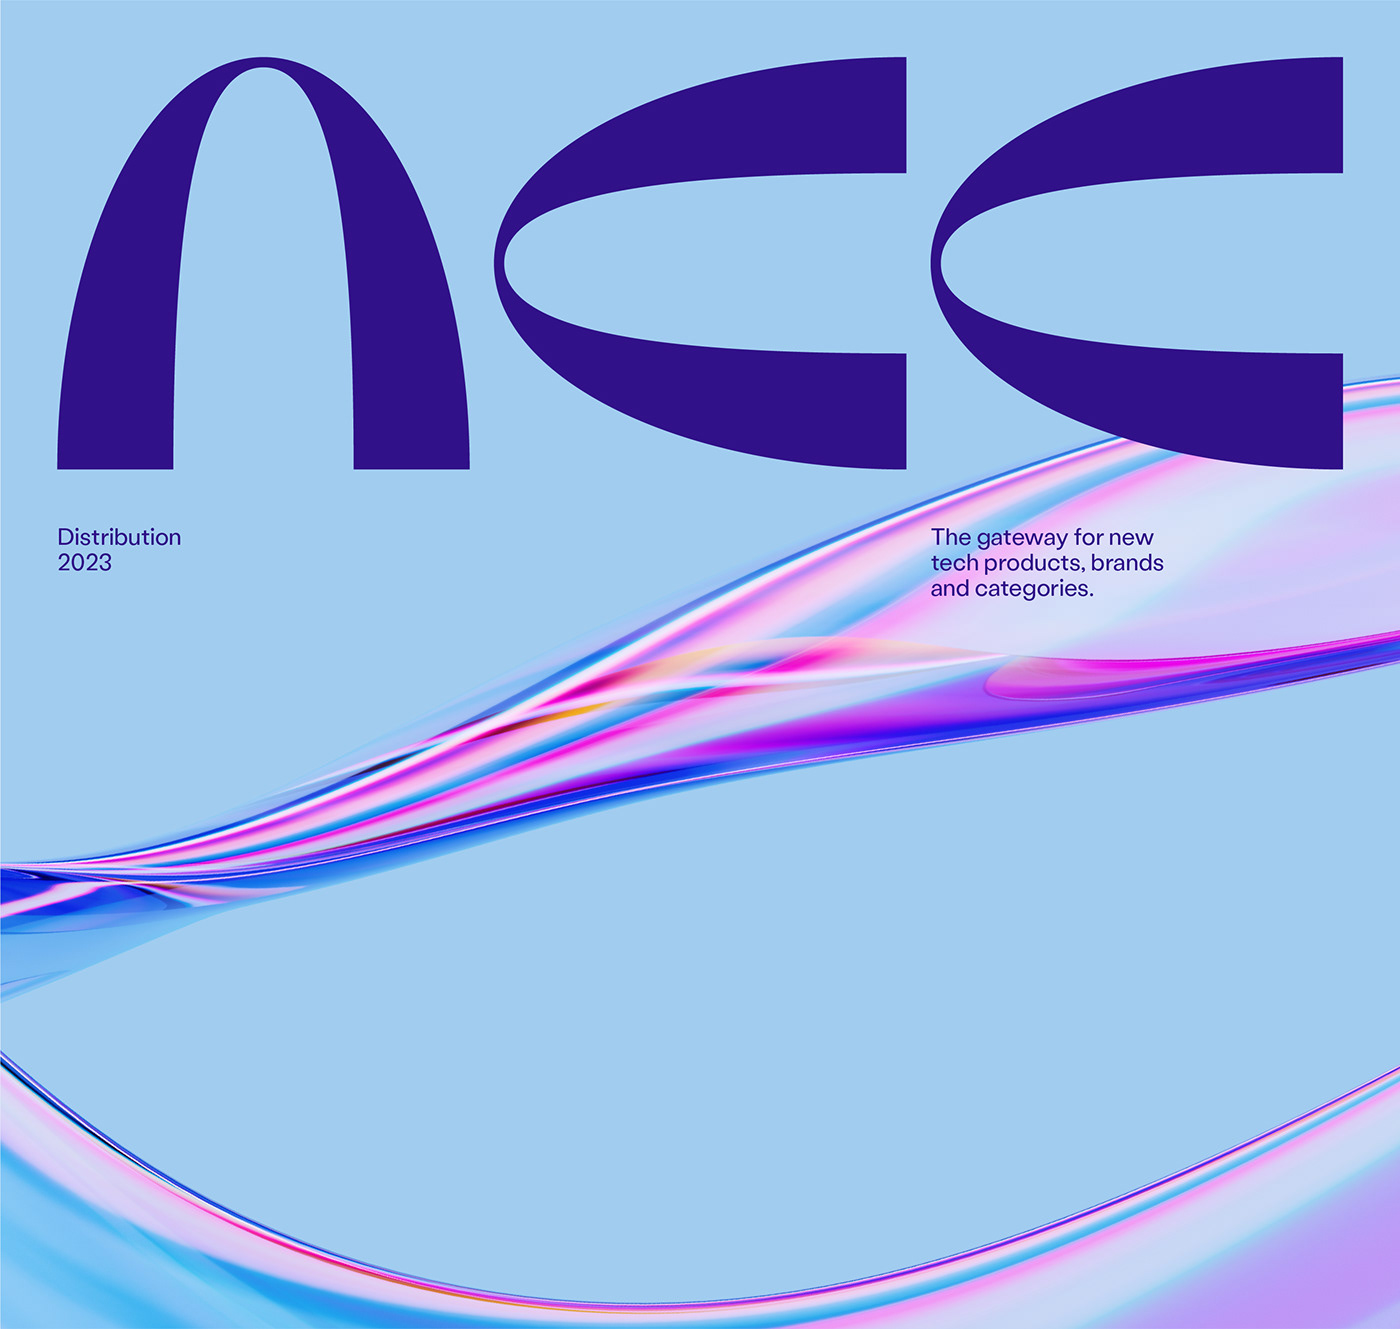 ACC
Distribution
2023
The gateway for new
tech products, brands
and categories.